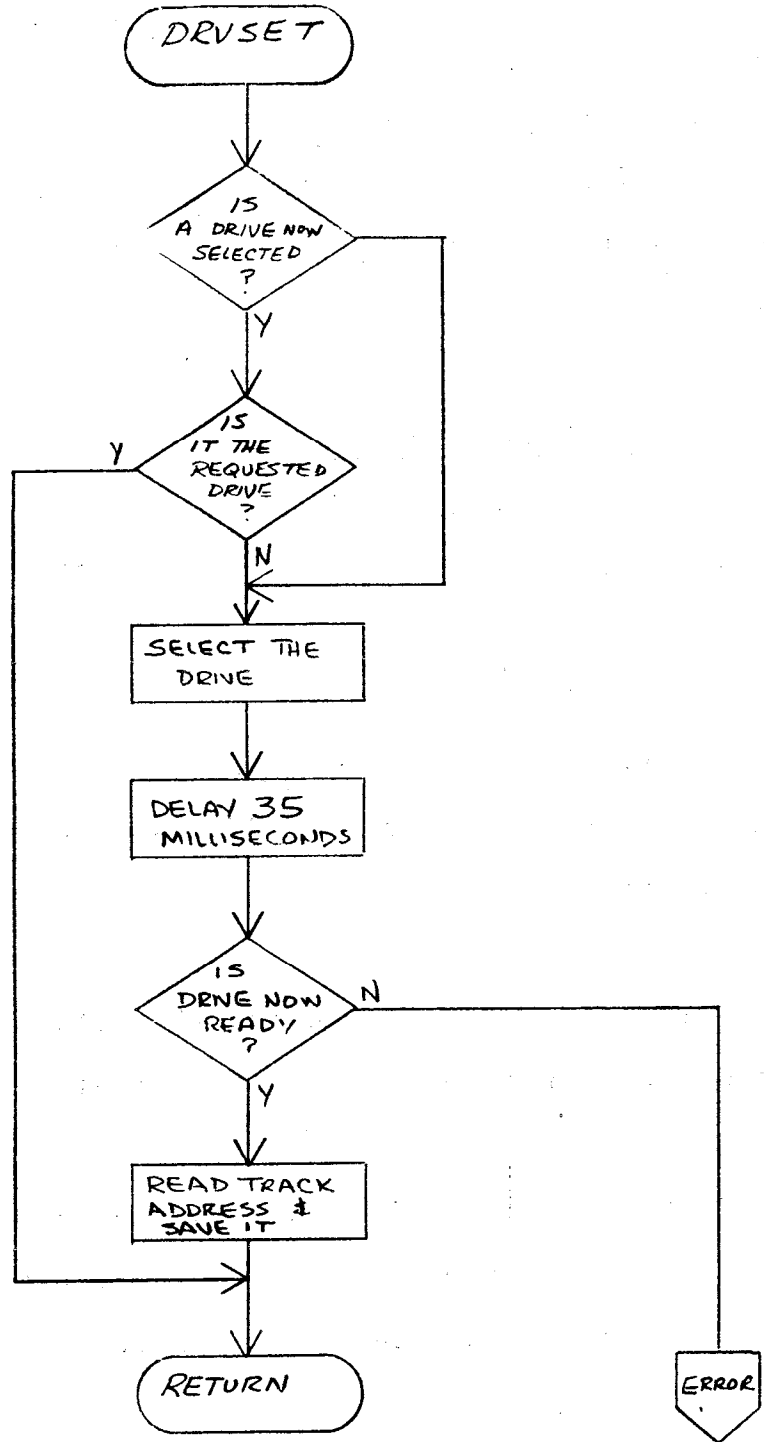 DRVSET
IS
A DRIVE NOW
SELECTED
?
Y
IS
IT THE
REQUESTED
DRIVE
?
Y
N
SELECT THE
DRIVE
DELAY 35
MILLISECONDS
IS
DRIVE NOW
READY
?
N
Y
READ TRACK
ADDRESS &
SAVE IT
RETURN
ERROR